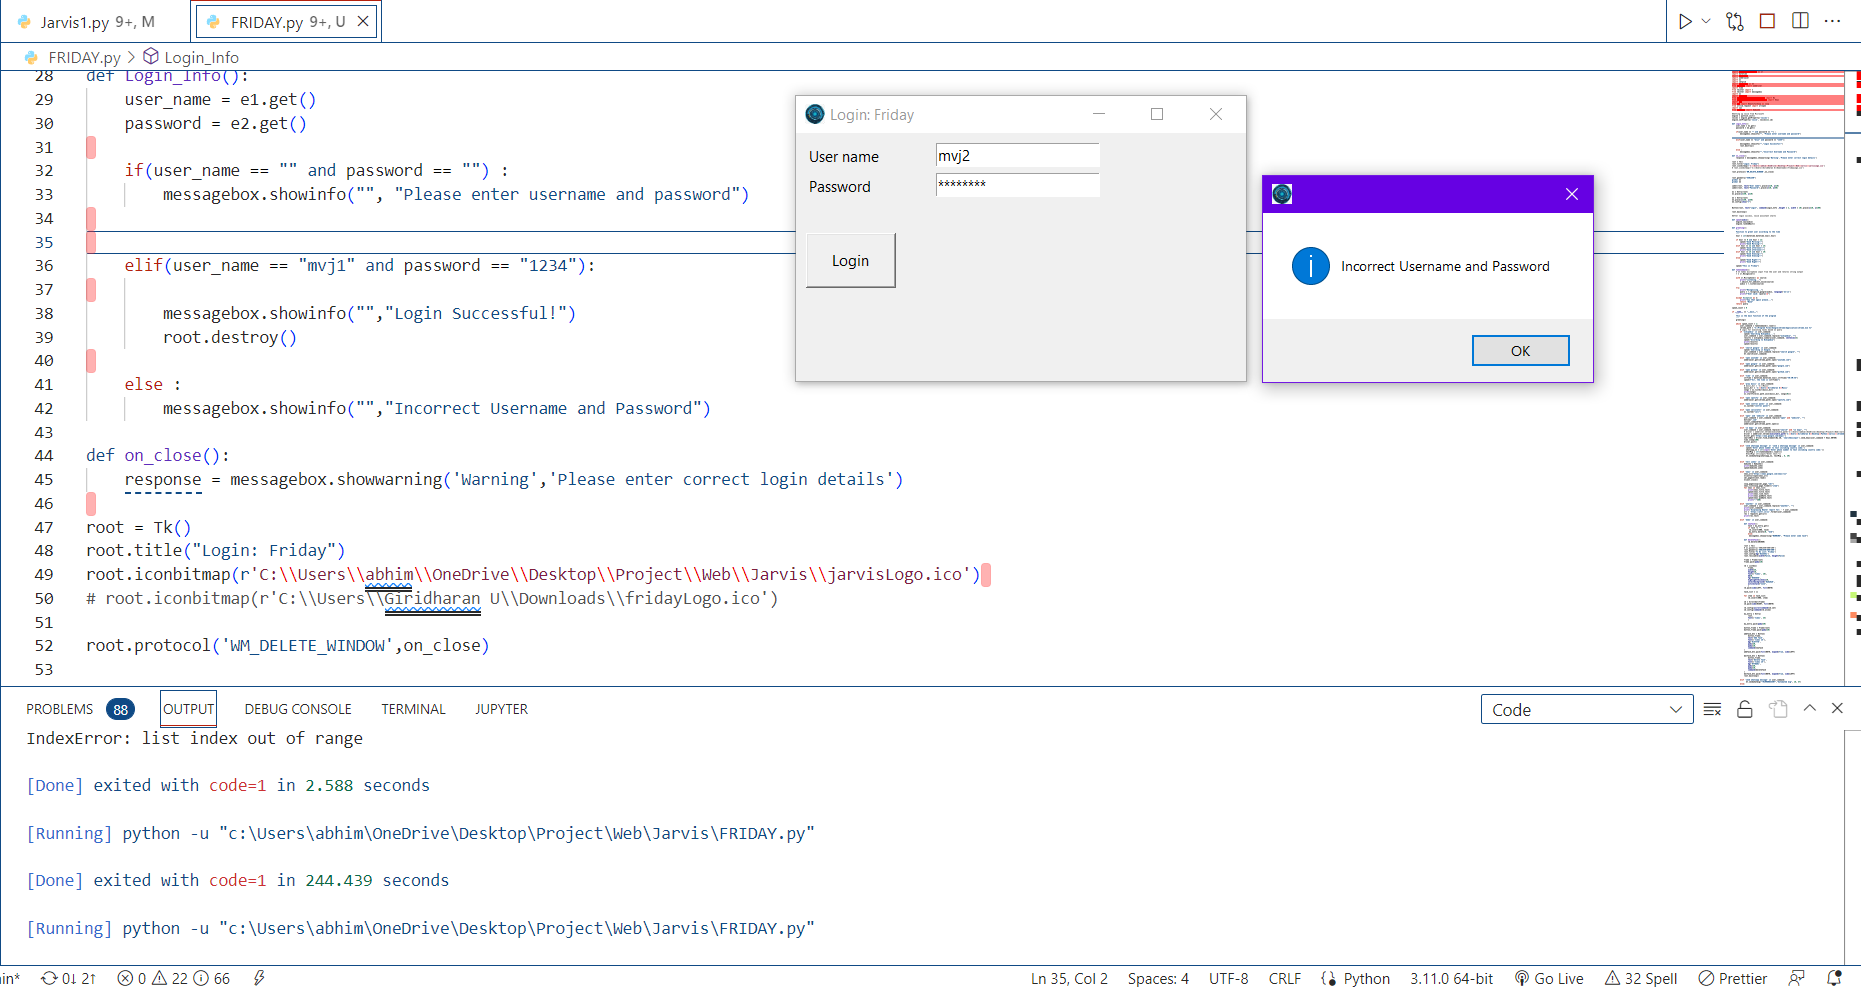 Jarvis1.py 9+, M
FRIDAY.py 9+, U
FRIDAY.py > Login_Info
28 def Login_Info():
29 user_name = e1.get()
30 password = e2.get()
31
32 if(user_name == "" and password == "") :
33 messagebox.showinfo("", "Please enter username and password")
34
35
36 elif(user_name == "mvj1" and password == "1234"):
37
38 messagebox.showinfo("","Login Successful!")
39 root.destroy()
40
41 else :
42 messagebox.showinfo("","Incorrect Username and Password")
43
44 def on_close():
45 response = messagebox.showwarning('Warning','Please enter correct login details')
46
47 root = Tk()
48 root.title("Login: Friday")
49 root.iconbitmap(r'C:\\Users\\abhim\\OneDrive\\Desktop\\Project\\Web\\Jarvis\\jarvisLogo.ico')
50 # root.iconbitmap(r'C:\\Users\\Giridharan U\\Downloads\\fridayLogo.ico')
51
52 root.protocol('WM_DELETE_WINDOW',on_close)
53
Login: Friday
User name mvj2
Password ********
Login
Incorrect Username and Password
OK
PROBLEMS 88 OUTPUT DEBUG CONSOLE TERMINAL JUPYTER
Code
IndexError: list index out of range
[Done] exited with code=1 in 2.588 seconds
[Running] python -u "c:\Users\abhim\OneDrive\Desktop\Project\Web\Jarvis\FRIDAY.py"
[Done] exited with code=1 in 244.439 seconds
[Running] python -u "c:\Users\abhim\OneDrive\Desktop\Project\Web\Jarvis\FRIDAY.py"
ain* 0↓ 2↑ 0 22 66 Ln 35, Col 2 Spaces: 4 UTF-8 CRLF Python 3.11.0 64-bit Go Live 32 Spell Prettier